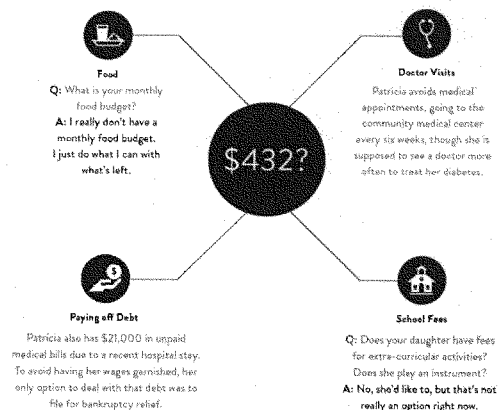 Food
Q: What is your monthly
food budget?
A: I really don't have a
monthly food budget.
I just do what I can with
what's left.
$432?
Doctor Visits
Patricia avoids medical
appointments, going to the
community medical center
every six weeks, though she is
supposed to see a doctor more
often to treat her diabetes.
Paying off Debt
Patricia also has $21,000 in unpaid
medical bills due to a recent hospital stay.
To avoid having her wages garnished, her
only option to deal with that debt was to
file for bankruptcy relief.
School Fees
Q: Does your daughter have fees
for extra-curricular activities?
Does she play an instrument?
A: No, she'd like to, but that's not
really an option right now.